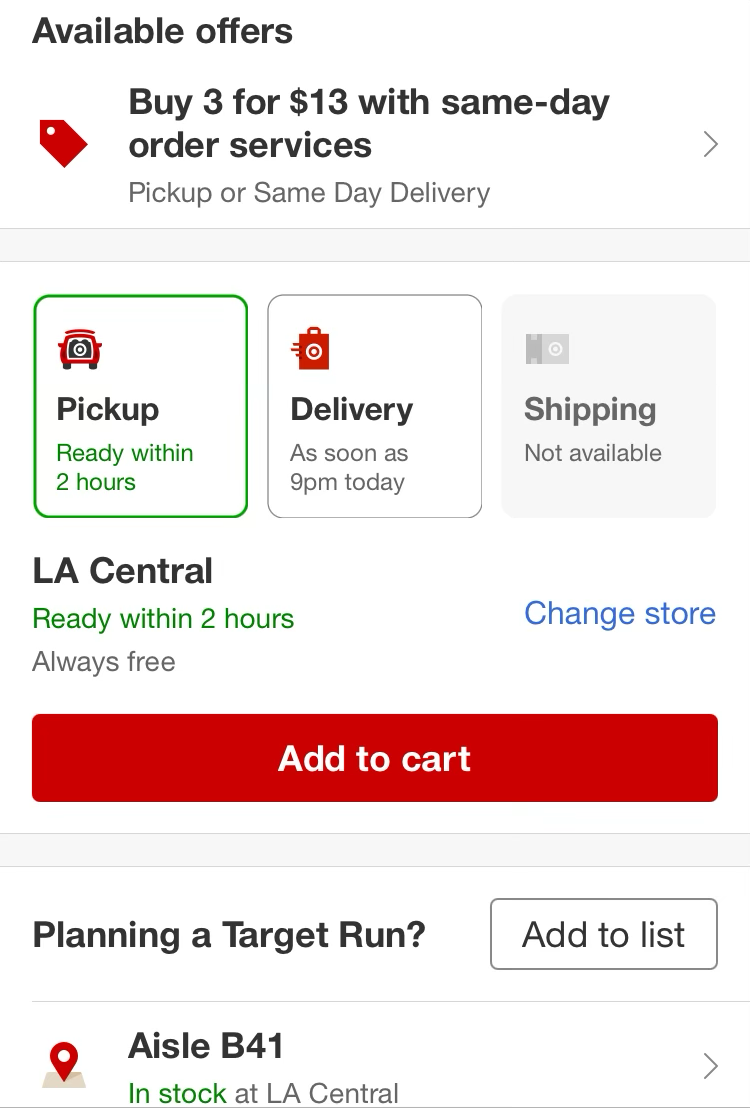 Available offers
Buy 3 for $13 with same-day
order services
Pickup or Same Day Delivery
Pickup
Ready within
2 hours
Delivery
As soon as
9pm today
Shipping
Not available
LA Central
Ready within 2 hours
Always free
Change store
Add to cart
Planning a Target Run?
Add to list
Aisle B41
In stock at LA Central